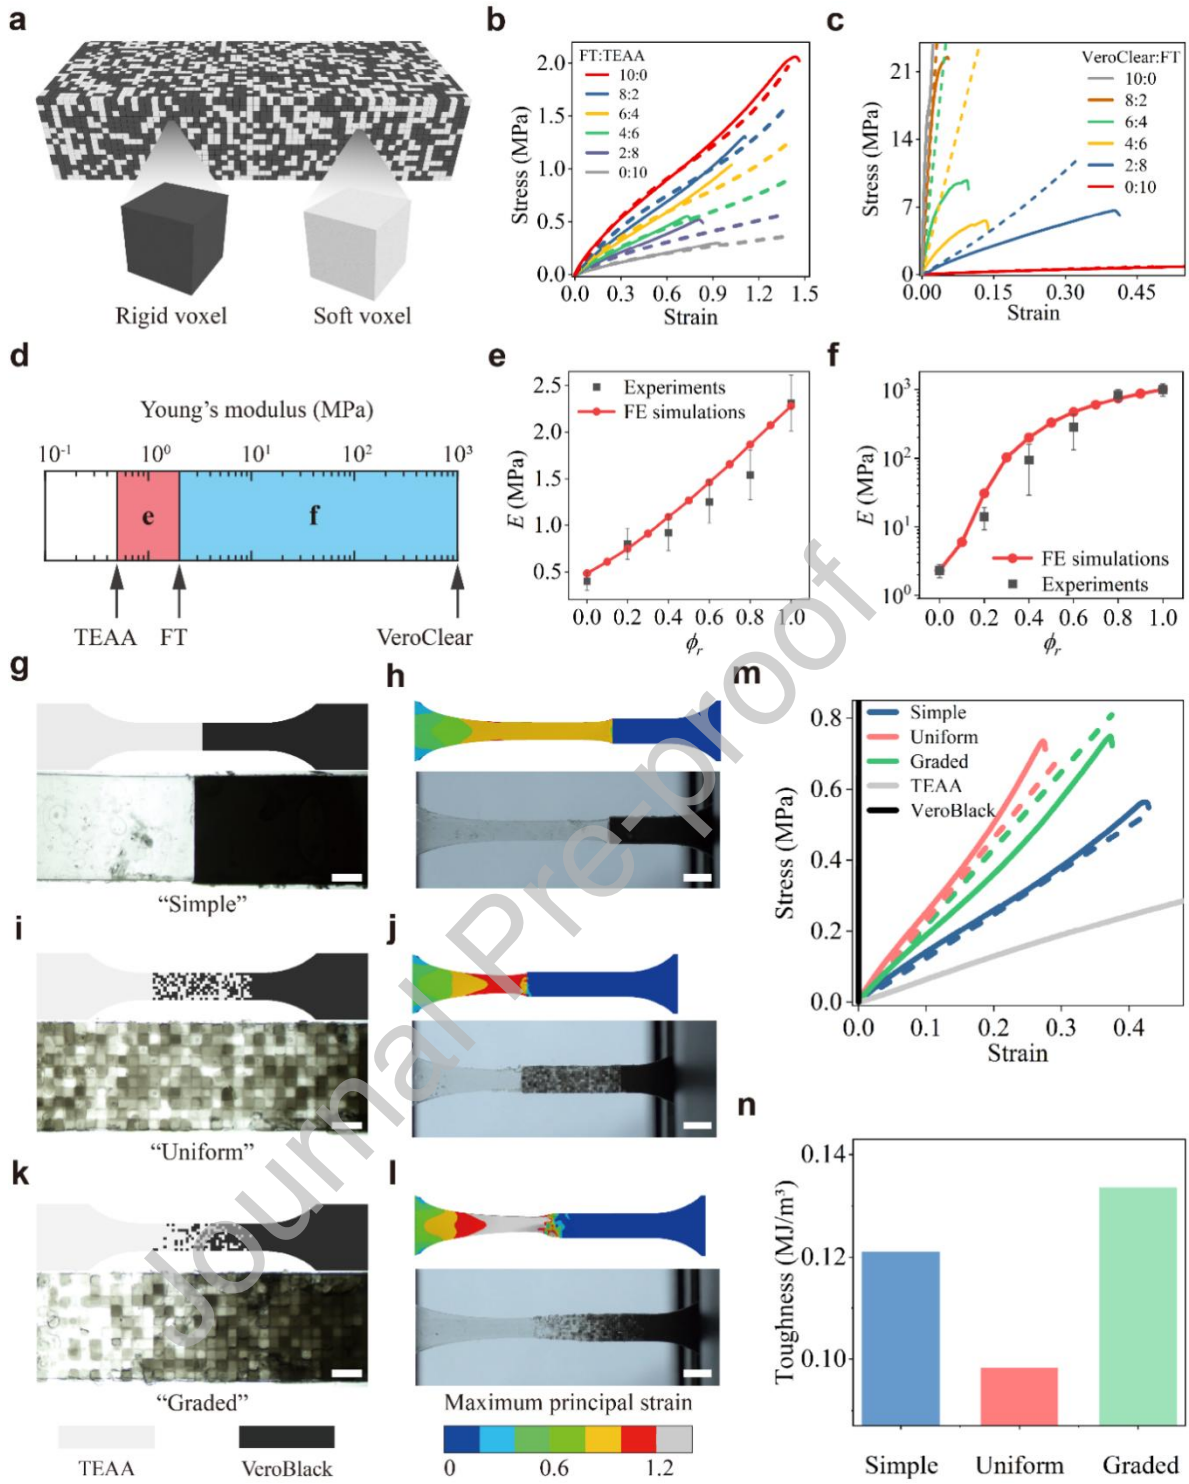 a
Rigid voxel
Soft voxel
b
FT:TEAA
10:0
8:2
6:4
4:6
2:8
0:10
Stress (MPa)
2.0
1.5
1.0
0.5
0.0
0.0 0.3 0.6 0.9 1.2 1.5
Strain
c
VeroClear:FT
10:0
8:2
6:4
4:6
2:8
0:10
Stress (MPa)
21
14
7
0
0.00 0.15 0.30 0.45
Strain
d
Young's modulus (MPa)
10⁻¹ 10⁰ 10¹ 10² 10³
e
f
TEAA
FT
VeroClear
e
Experiments
FE simulations
E (MPa)
2.5
2.0
1.5
1.0
0.5
0.0 0.2 0.4 0.6 0.8 1.0
ϕᵣ
f
FE simulations
Experiments
E (MPa)
10³
10²
10¹
10⁰
0.0 0.2 0.4 0.6 0.8 1.0
ϕᵣ
g
"Simple"
h
i
"Uniform"
j
k
"Graded"
l
TEAA
VeroBlack
Maximum principal strain
0 0.6 1.2
m
Simple
Uniform
Graded
TEAA
VeroBlack
Stress (MPa)
0.8
0.6
0.4
0.2
0.0
0.0 0.1 0.2 0.3 0.4
Strain
n
Toughness (MJ/m³)
0.14
0.12
0.10
Simple Uniform Graded
Journal Pre-proof